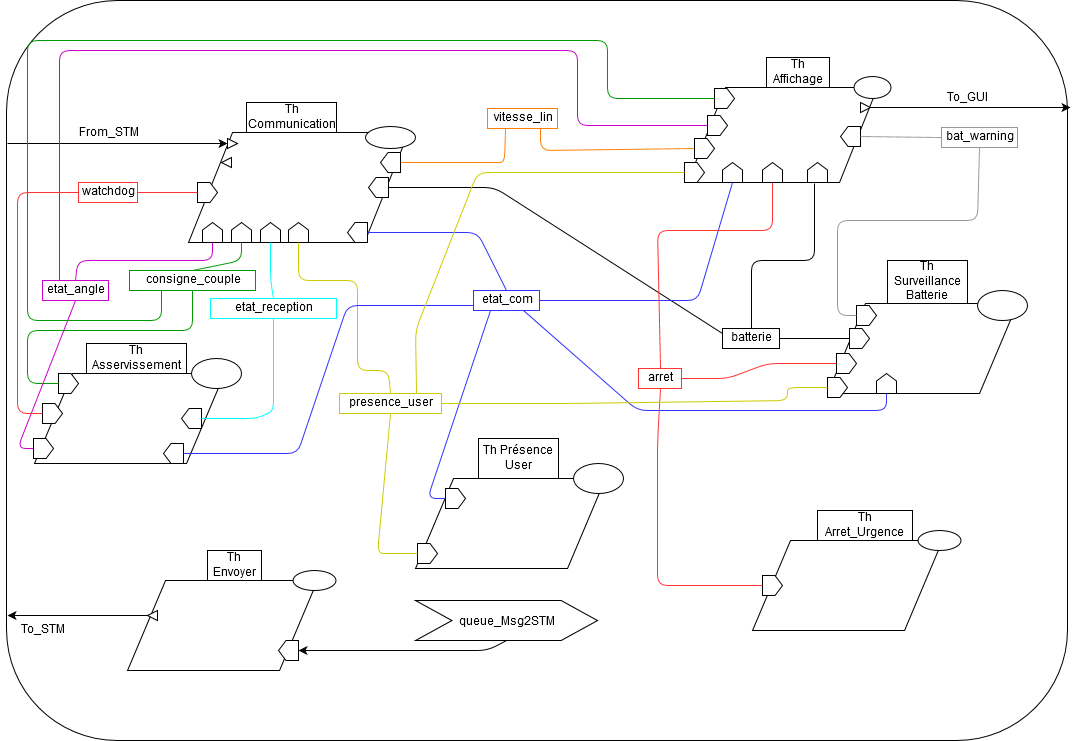 Th
Affichage
To_GUI
Th
Communication
From_STM
vitesse_lin
bat_warning
watchdog
Th
Surveillance
Batterie
consigne_couple
etat_angle
etat_reception
etat_com
batterie
Th
Asservissement
arret
presence_user
Th Présence
User
Th
Arret_Urgence
Th
Envoyer
To_STM
queue_Msg2STM